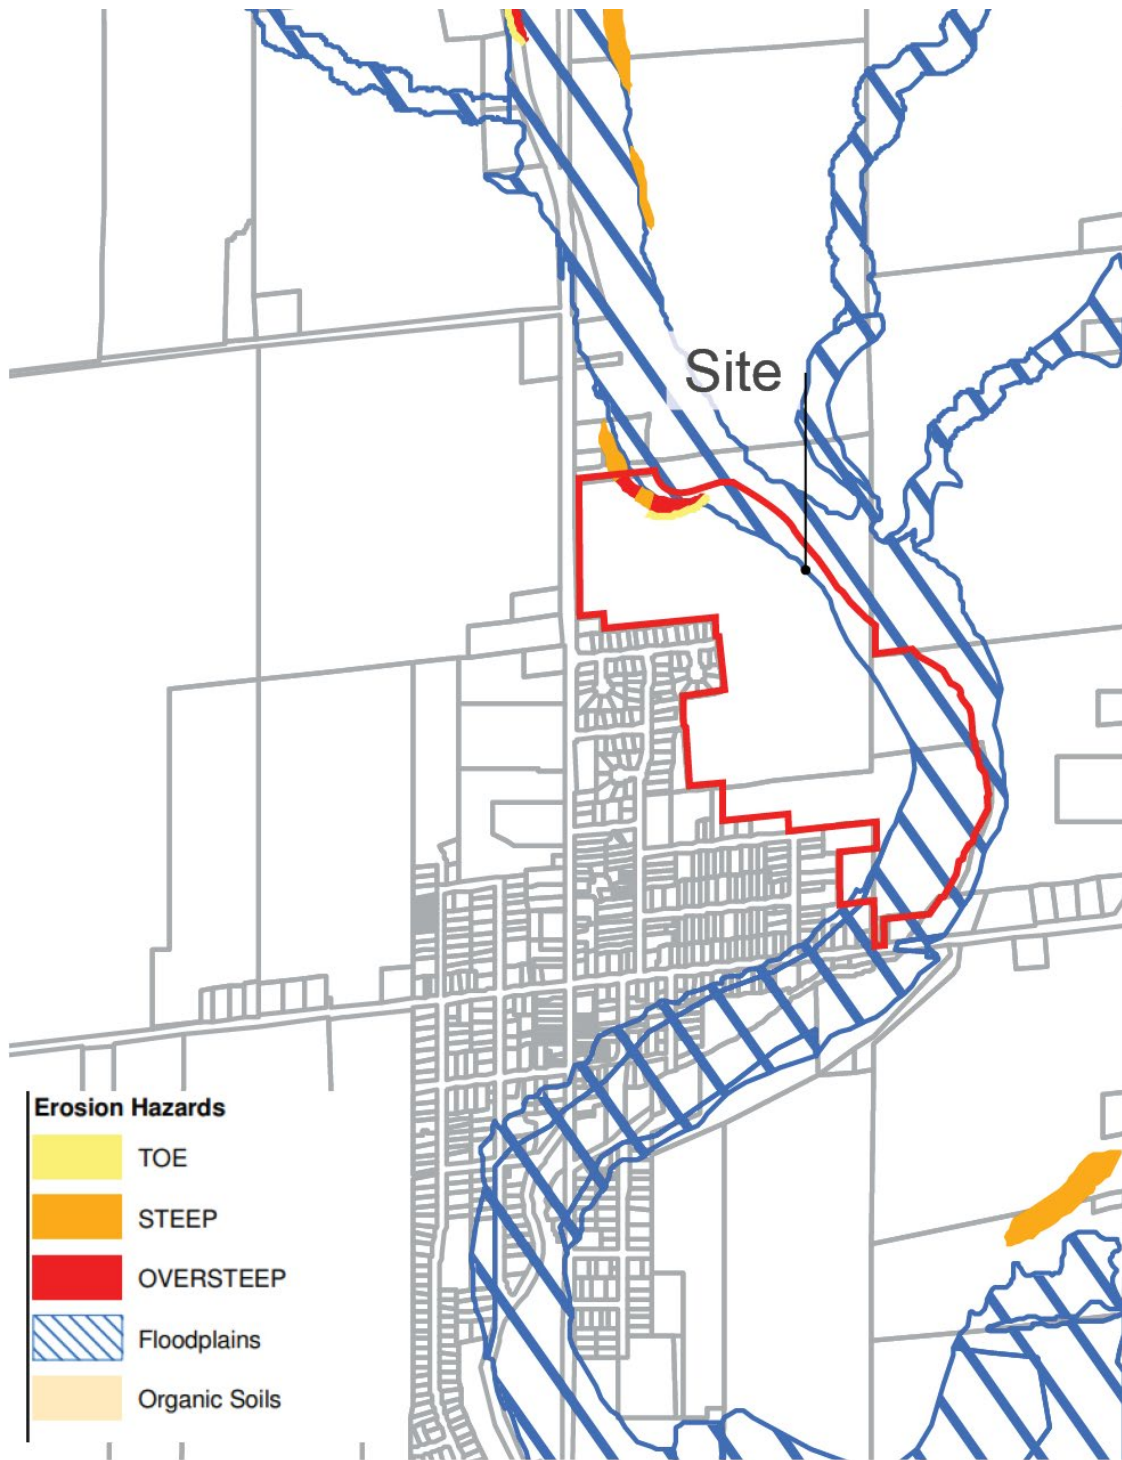 Site
Erosion Hazards
TOE
STEEP
OVERSTEEP
Floodplains
Organic Soils